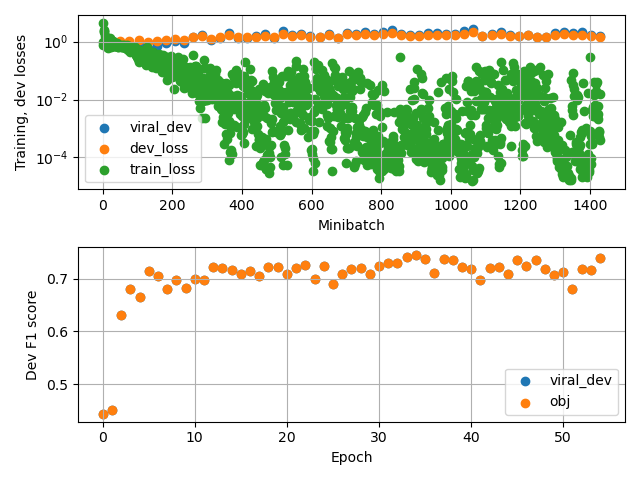 Training, dev losses
10^0
10^−2
10^−4
viral_dev
dev_loss
train_loss
0 200 400 600 800 1000 1200 1400
Minibatch
Dev F1 score
0.7
0.6
0.5
viral_dev
obj
0 10 20 30 40 50
Epoch